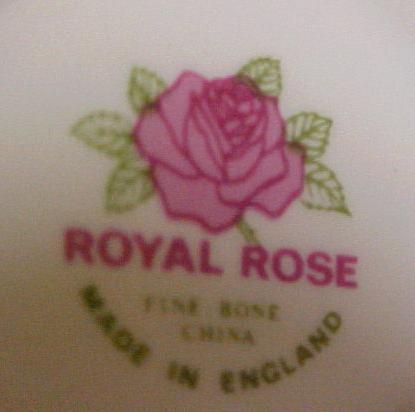 ROYAL ROSE
FINE BONE
CHINA
MADE IN ENGLAND